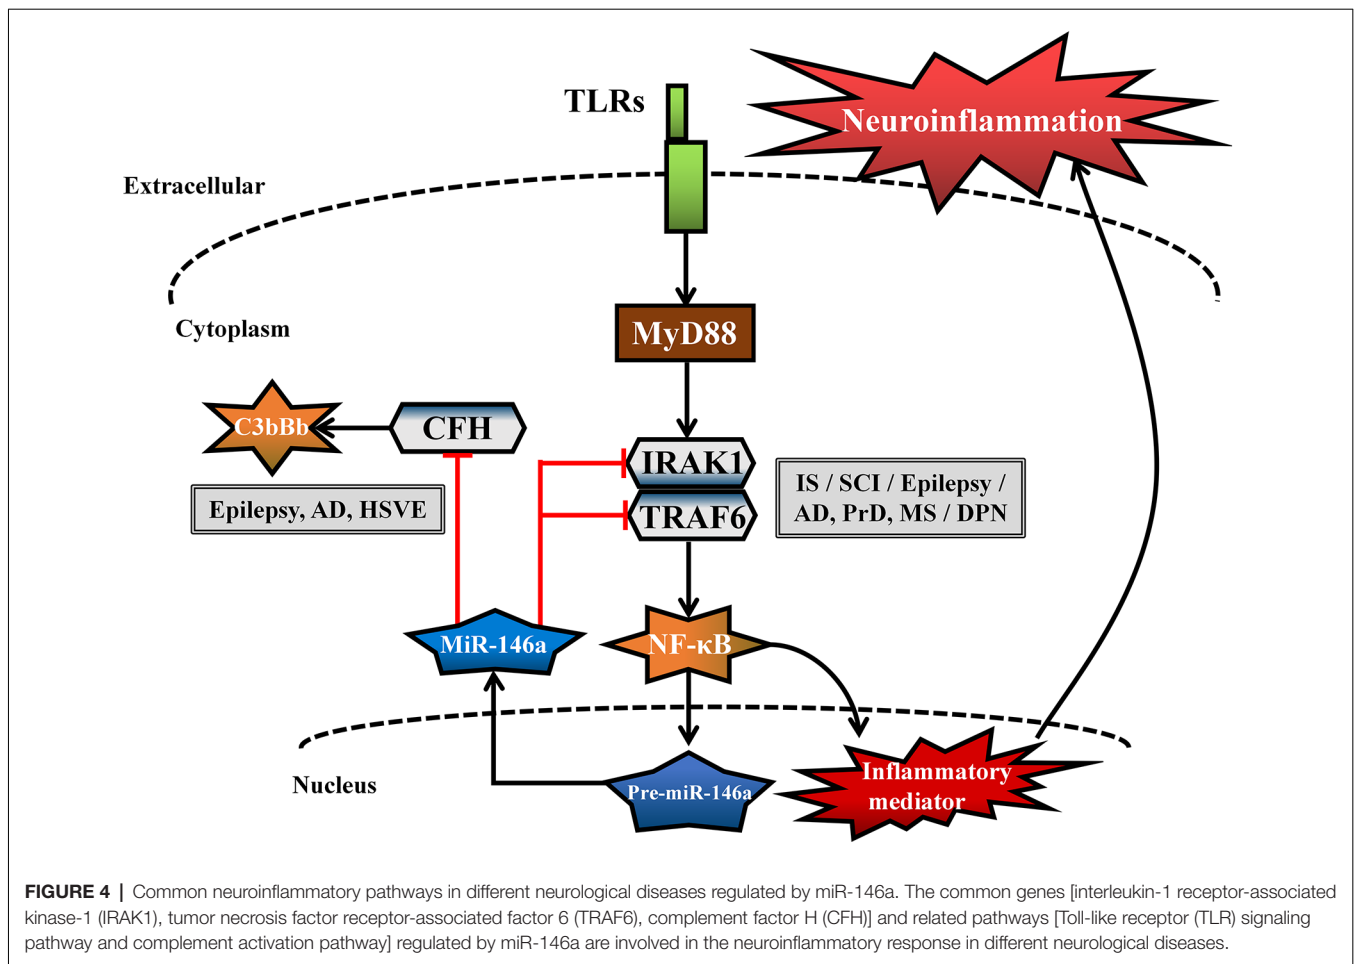 TLRs
Neuroinflammation
Extracellular
Cytoplasm
MyD88
C3bBb
CFH
IRAK1
TRAF6
Epilepsy, AD, HSVE
IS / SCI / Epilepsy /
AD, PrD, MS / DPN
MiR-146a
NF-κB
Nucleus
Pre-miR-146a
Inflammatory
mediator
FIGURE 4 | Common neuroinflammatory pathways in different neurological diseases regulated by miR-146a. The common genes [interleukin-1 receptor-associated
kinase-1 (IRAK1), tumor necrosis factor receptor-associated factor 6 (TRAF6), complement factor H (CFH)] and related pathways [Toll-like receptor (TLR) signaling
pathway and complement activation pathway] regulated by miR-146a are involved in the neuroinflammatory response in different neurological diseases.